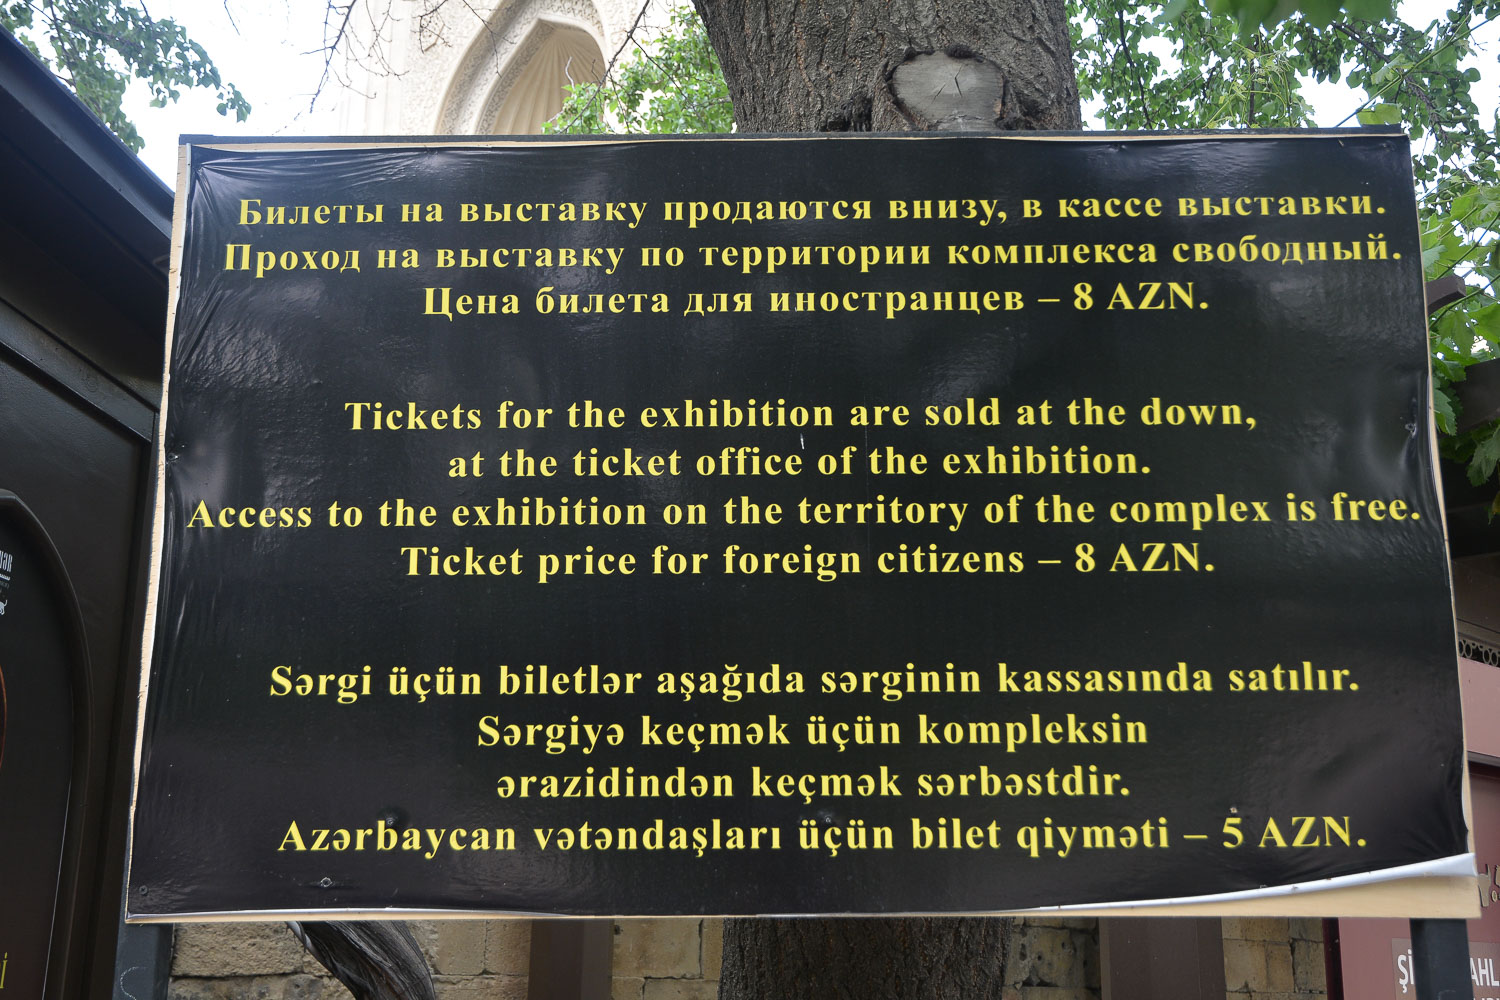 Билеты на выставку продаются внизу, в кассе выставки.
Проход на выставку по территории комплекса свободный.
Цена билета для иностранцев – 8 AZN.
Tickets for the exhibition are sold at the down,
at the ticket office of the exhibition.
Access to the exhibition on the territory of the complex is free.
Ticket price for foreign citizens – 8 AZN.
Sərgi üçün biletlər aşağıda sərginin kassasında satılır.
Sərgiyə keçmək üçün kompleksin
ərazidindən keçmək sərbəstdir.
Azərbaycan vətəndaşları üçün bilet qiyməti – 5 AZN.